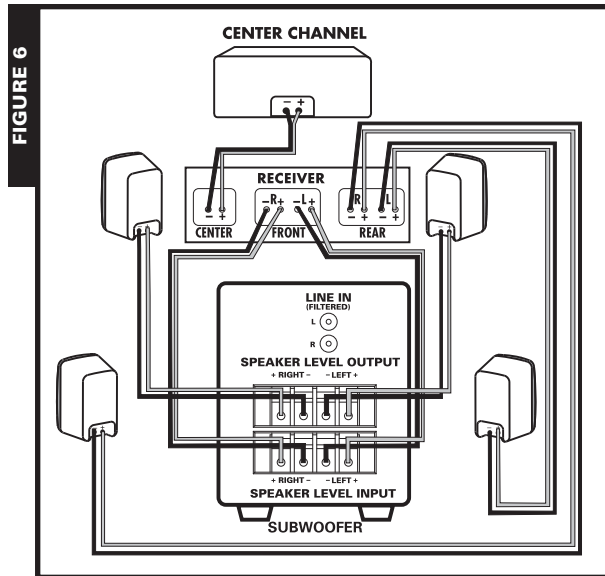 FIGURE 6
CENTER CHANNEL
- +
RECEIVER
-R+ -L+
R L
- + - + - +
CENTER FRONT REAR
LINE IN
(FILTERED)
L
R
SPEAKER LEVEL OUTPUT
+ RIGHT - - LEFT +
+ RIGHT - - LEFT +
SPEAKER LEVEL INPUT
SUBWOOFER